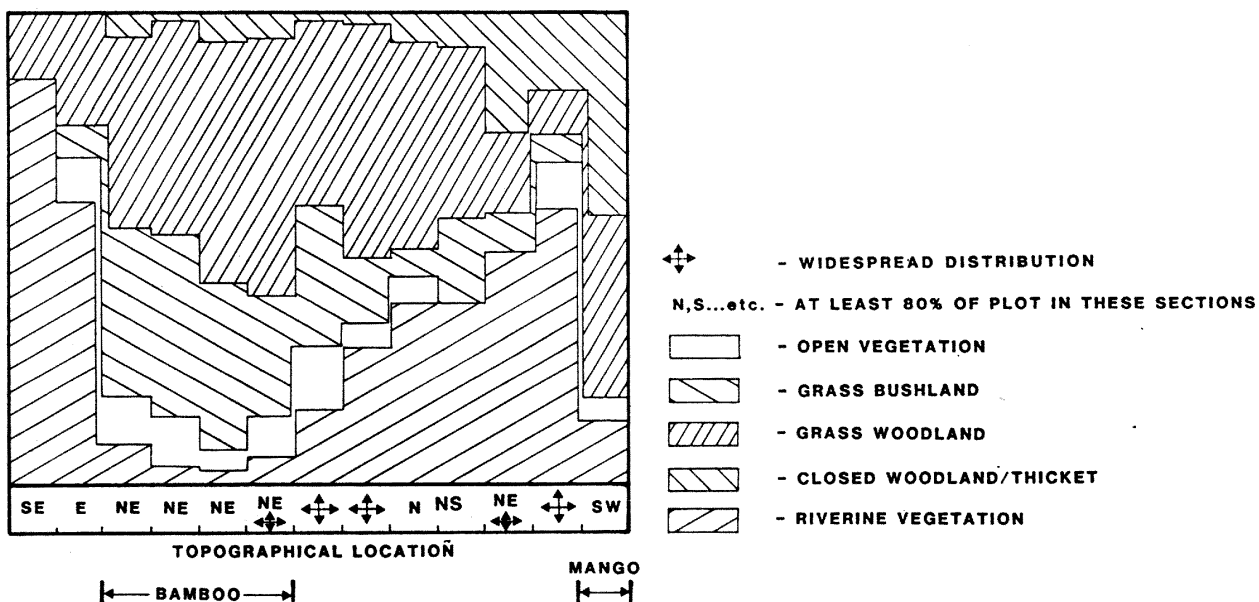 SE E NE NE NE NE N NS NE SW
TOPOGRAPHICAL LOCATION
BAMBOO
MANGO
- WIDESPREAD DISTRIBUTION
N,S...etc. - AT LEAST 80% OF PLOT IN THESE SECTIONS
- OPEN VEGETATION
- GRASS BUSHLAND
- GRASS WOODLAND
- CLOSED WOODLAND/THICKET
- RIVERINE VEGETATION